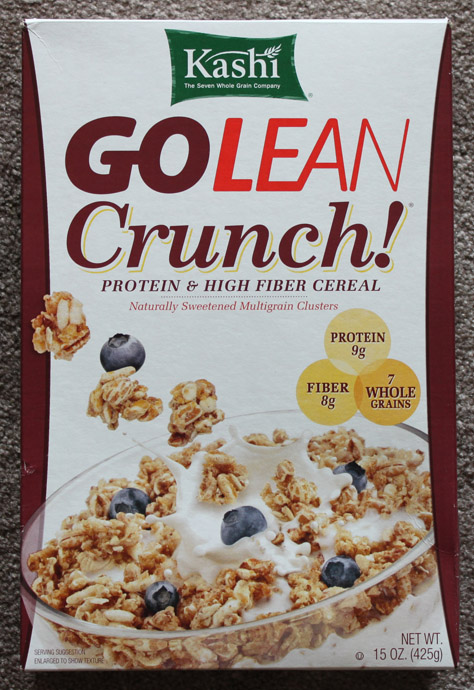 Kashi®
The Seven Whole Grain Company
GOLEAN
Crunch!®
PROTEIN & HIGH FIBER CEREAL
Naturally Sweetened Multigrain Clusters
PROTEIN
9g
FIBER
8g
7
WHOLE
GRAINS
SERVING SUGGESTION
ENLARGED TO SHOW TEXTURE
NET WT.
U 15 OZ. (425g)